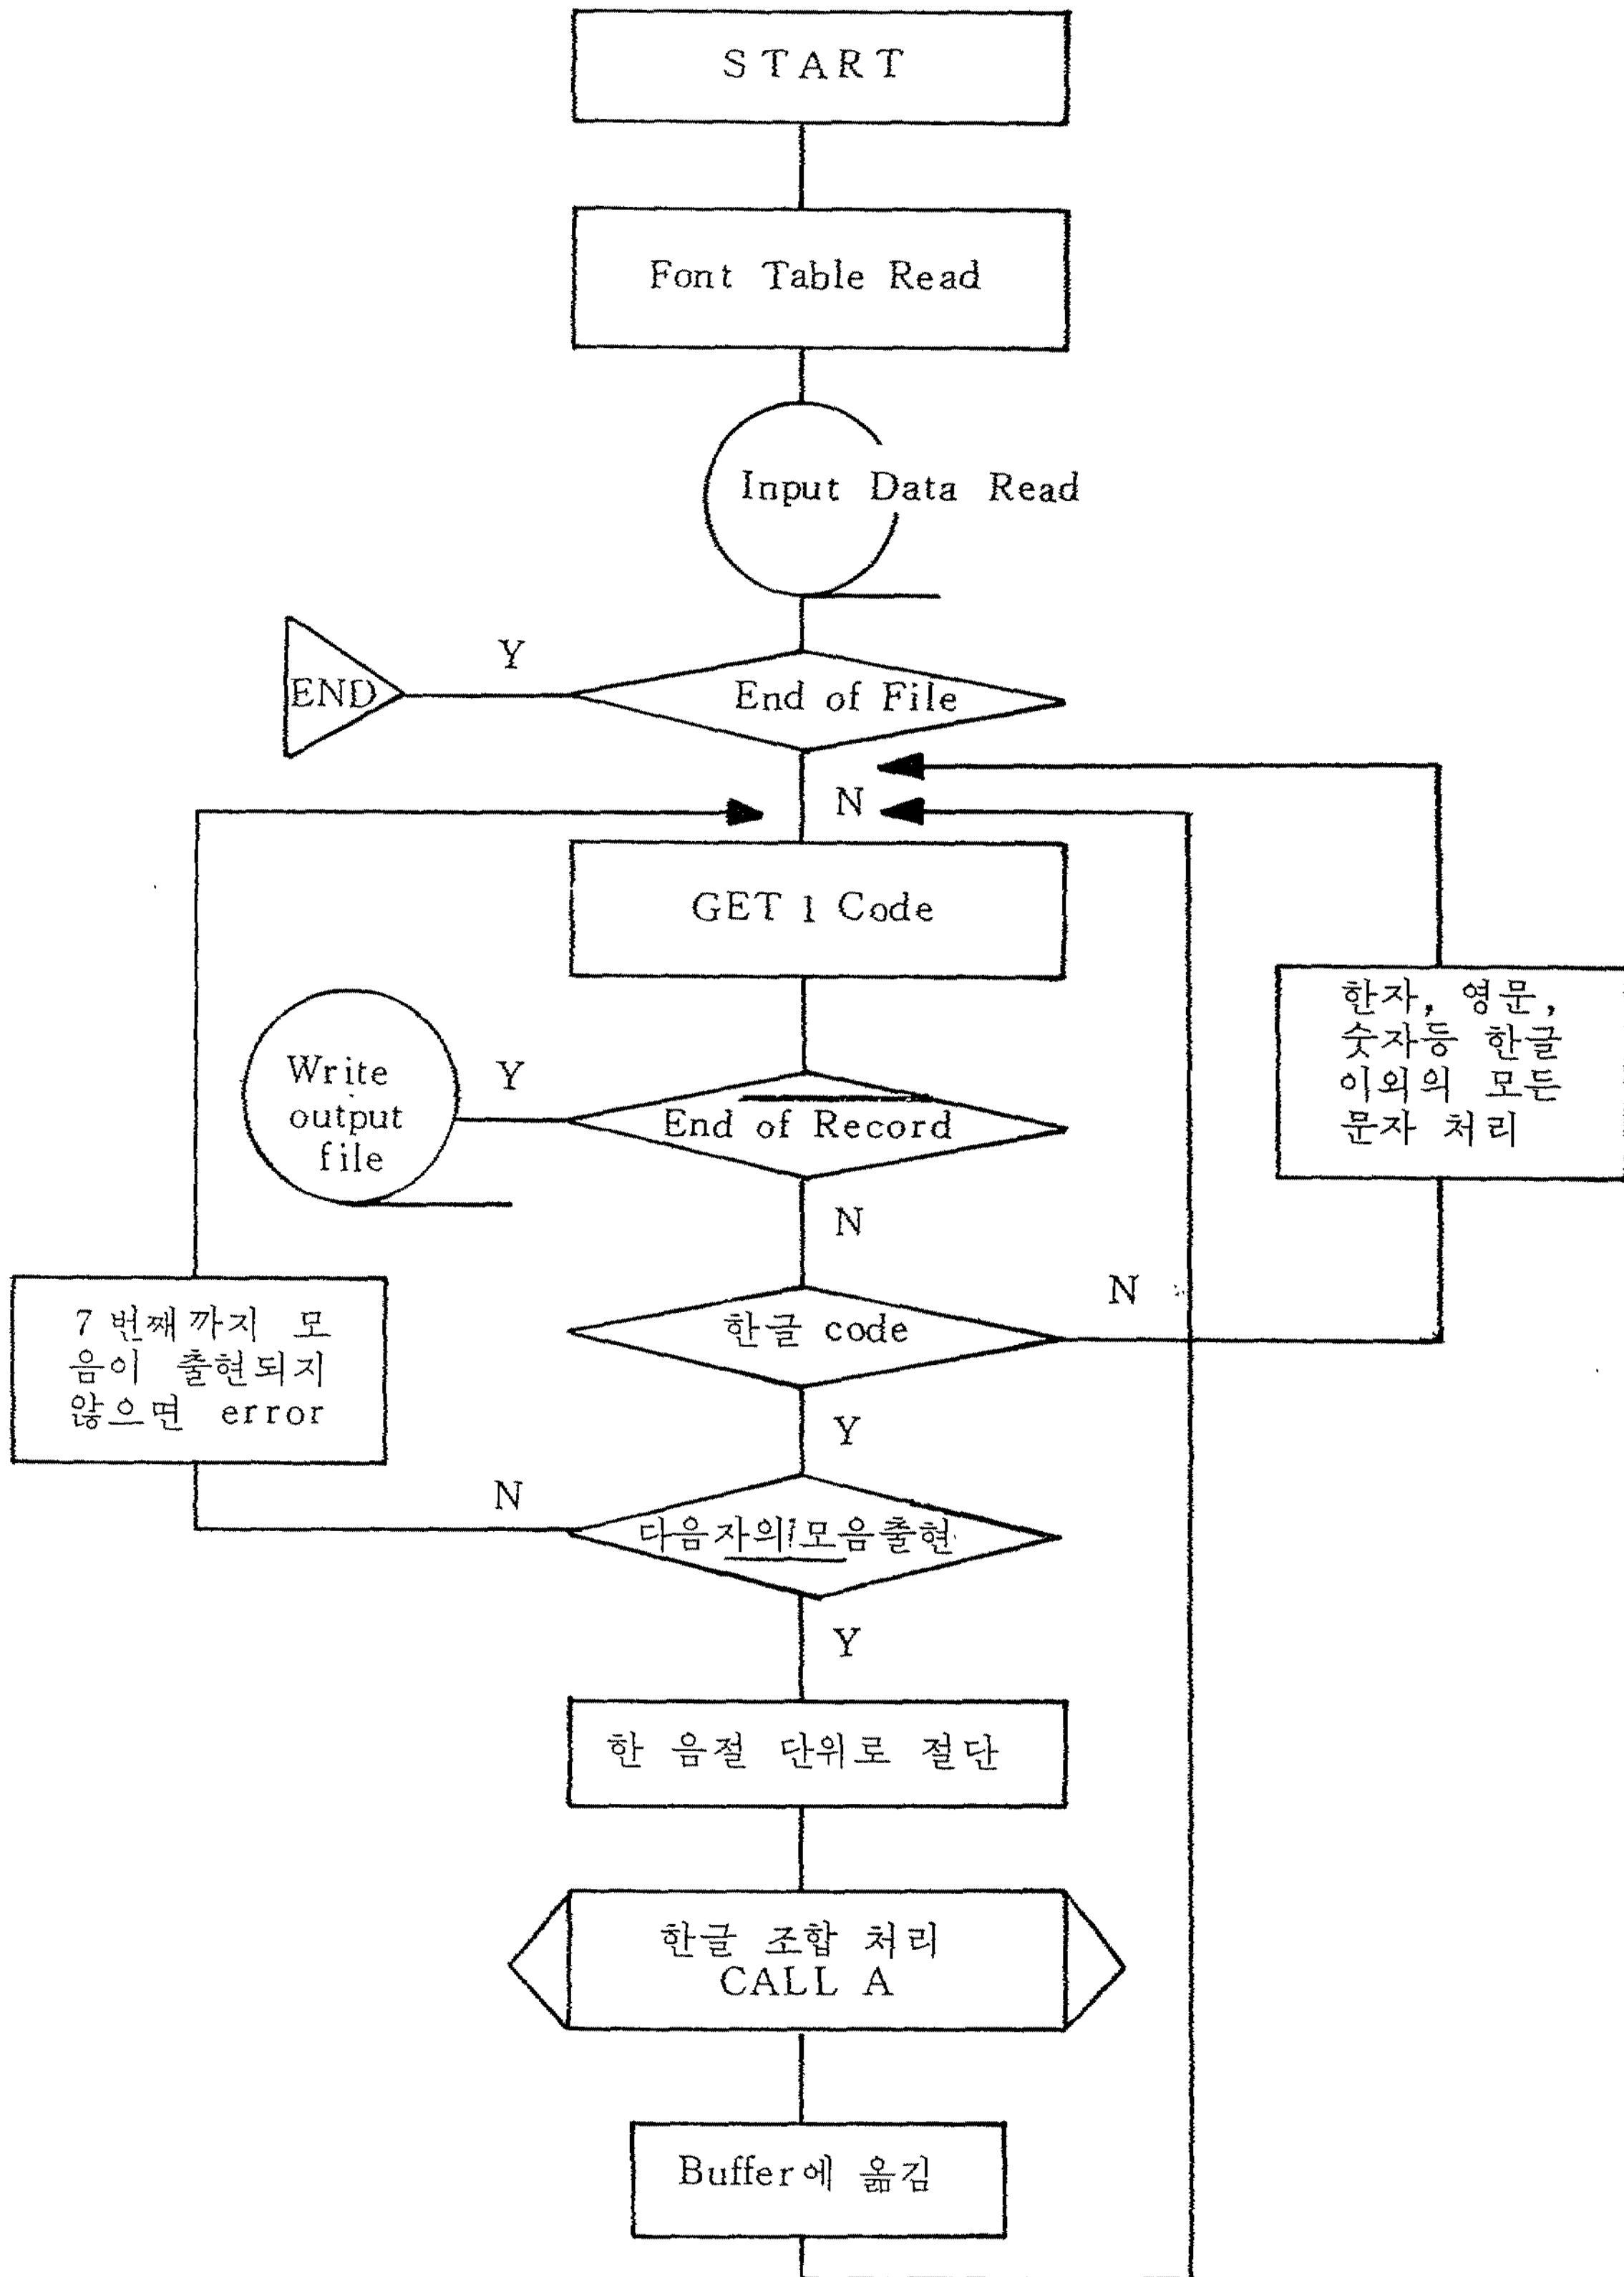 START
Font Table Read
Input Data Read
Y
END
End of File
N
GET 1 Code
한자, 영문,
숫자등 한글
이외의 모든
문자 처리
Write
output
file
Y
End of Record
N
7 번째까지 모
음이 출현되지
않으면 error
한글 code
N
Y
N
다음자의 모음출현
Y
한 음절 단위로 절단
한글 조합 처리
CALL A
Buffer에 옮김